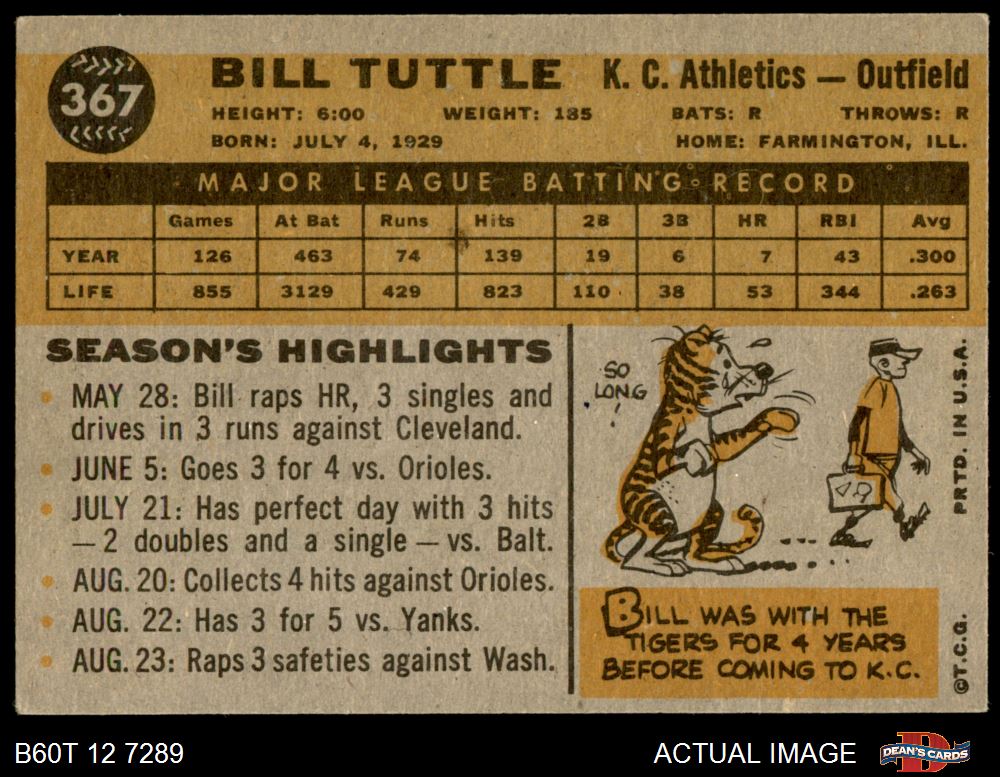 367
BILL TUTTLE K. C. Athletics — Outfield
HEIGHT: 6:00 WEIGHT: 185 BATS: R THROWS: R
BORN: JULY 4, 1929 HOME: FARMINGTON, ILL.
MAJOR LEAGUE BATTING RECORD
Games At Bat Runs Hits 2B 3B HR RBI Avg
YEAR 126 463 74 139 19 6 7 43 .300
LIFE 855 3129 429 823 110 38 53 344 .263
SEASON'S HIGHLIGHTS
• MAY 28: Bill raps HR, 3 singles and
drives in 3 runs against Cleveland.
• JUNE 5: Goes 3 for 4 vs. Orioles.
• JULY 21: Has perfect day with 3 hits
— 2 doubles and a single — vs. Balt.
• AUG. 20: Collects 4 hits against Orioles.
• AUG. 22: Has 3 for 5 vs. Yanks.
• AUG. 23: Raps 3 safeties against Wash.
SO
LONG
!
BILL WAS WITH THE
TIGERS FOR 4 YEARS
BEFORE COMING TO K.C.
PRTD. IN U.S.A.
©T.C.G.
B60T 12 7289
ACTUAL IMAGE
DEAN'S CARDS